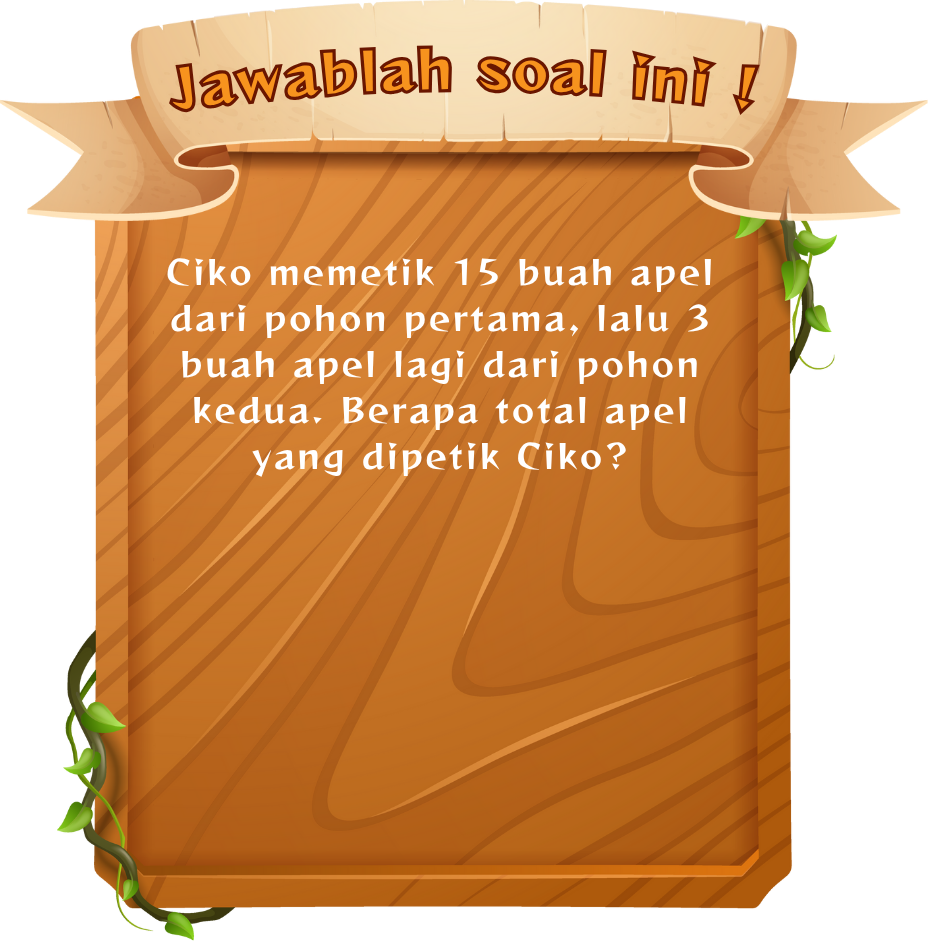 Jawablah soal ini !
Ciko memetik 15 buah apel
dari pohon pertama, lalu 3
buah apel lagi dari pohon
kedua. Berapa total apel
yang dipetik Ciko?